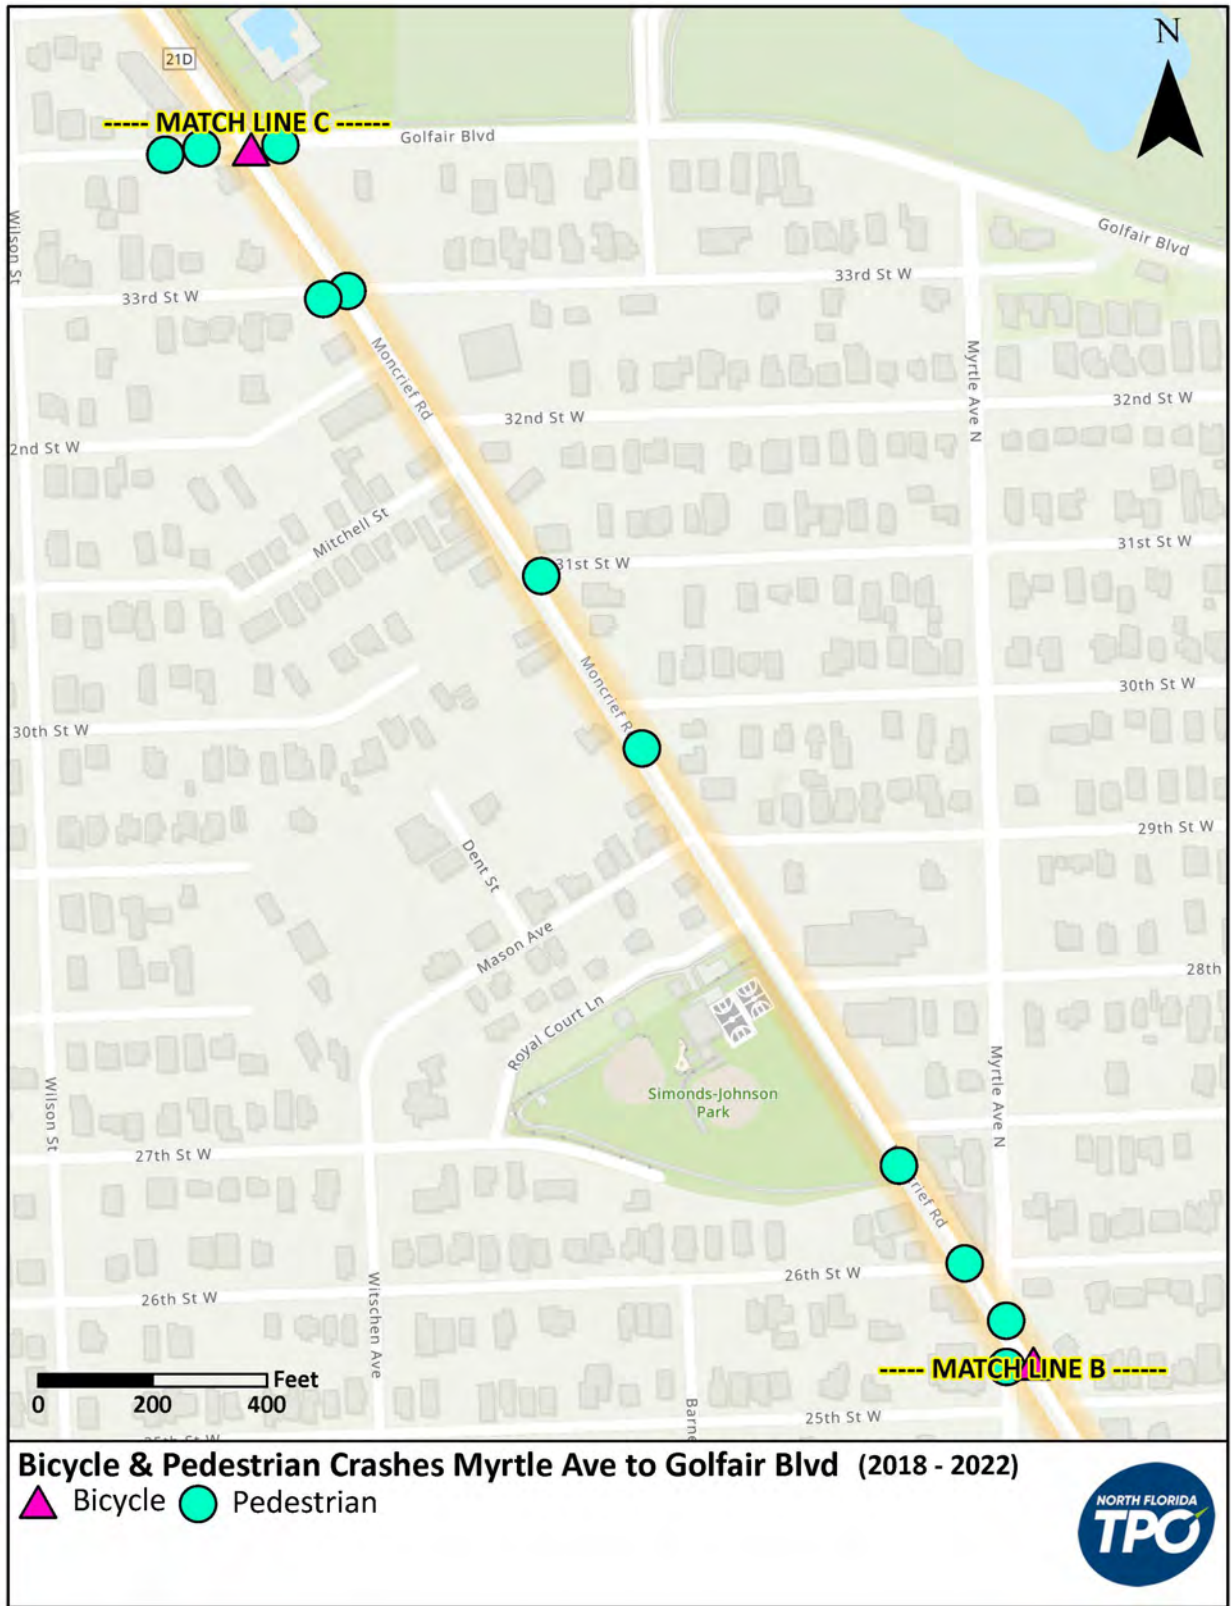 N
21D
----- MATCH LINE C ------
Golfair Blvd
Wilson St
Golfair Blvd
33rd St W
33rd St W
Moncrief Rd
Myrtle Ave N
32nd St W
32nd St W
2nd St W
Mitchell St
31st St W
31st St W
Moncrief R
30th St W
30th St W
29th St W
Dent St
Mason Ave
28th
Royal Court Ln
Myrtle Ave N
Wilson St
Simonds-Johnson
Park
27th St W
rief Rd
26th St W
26th St W
Witschen Ave
----- MATCH LINE B ------
Feet
0 200 400
Barne
25th St W
25th St W
Bicycle & Pedestrian Crashes Myrtle Ave to Golfair Blvd (2018 - 2022)
Bicycle Pedestrian
NORTH FLORIDA
TPO